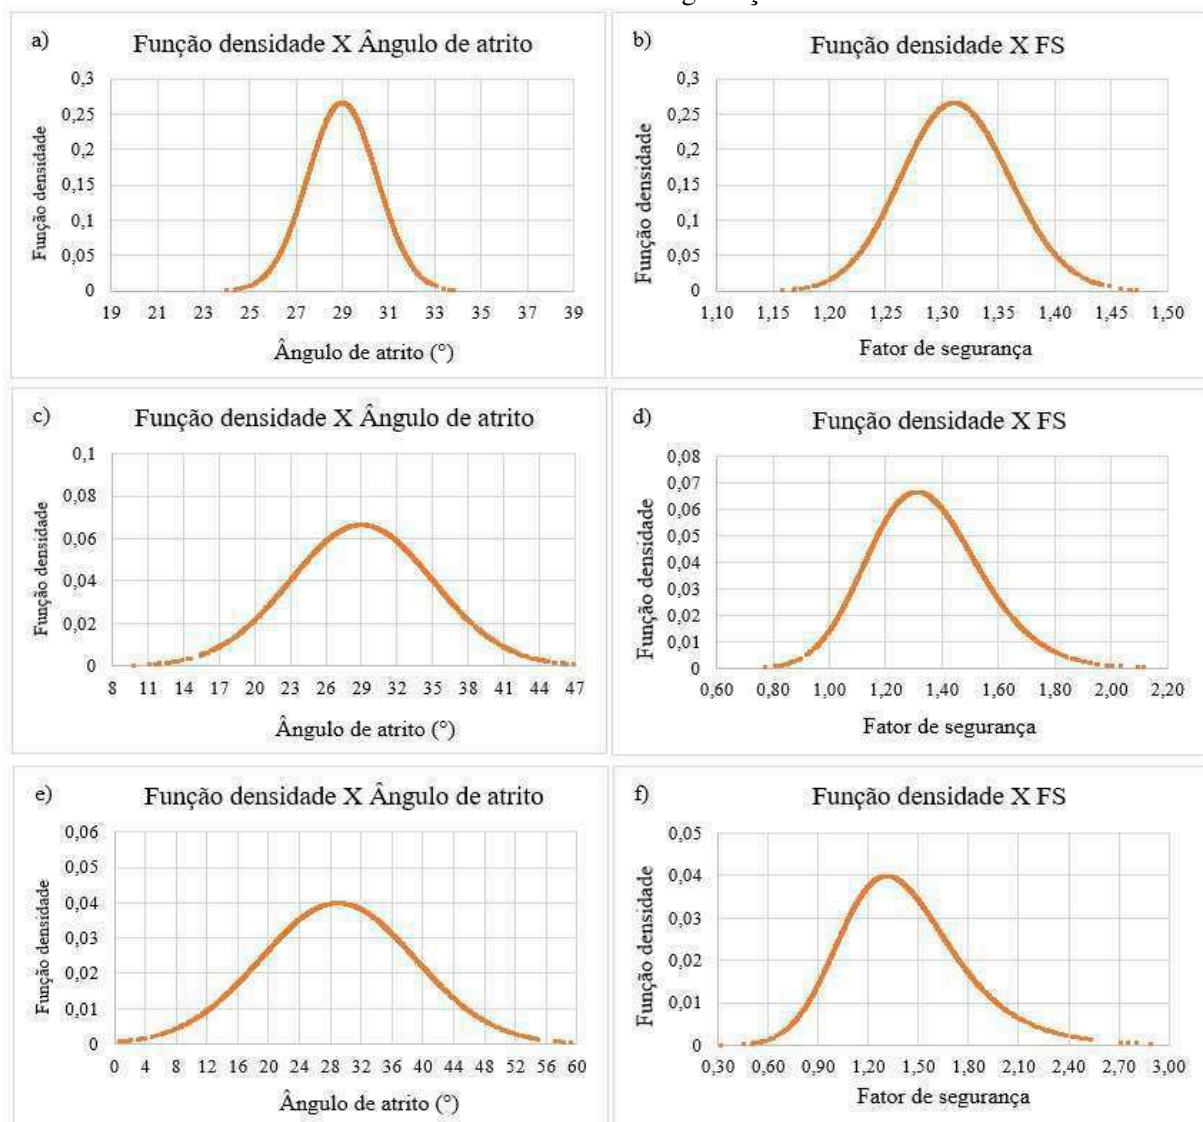 a) Função densidade X Ângulo de atrito
0,3
0,25
0,2
0,15
0,1
0,05
0
Função densidade
19 21 23 25 27 29 31 33 35 37 39
Ângulo de atrito (°)
b) Função densidade X FS
0,3
0,25
0,2
0,15
0,1
0,05
0
Função densidade
1,10 1,15 1,20 1,25 1,30 1,35 1,40 1,45 1,50
Fator de segurança
c) Função densidade X Ângulo de atrito
0,1
0,08
0,06
0,04
0,02
0
Função densidade
8 11 14 17 20 23 26 29 32 35 38 41 44 47
Ângulo de atrito (°)
d) Função densidade X FS
0,08
0,07
0,06
0,05
0,04
0,03
0,02
0,01
0
Função densidade
0,60 0,80 1,00 1,20 1,40 1,60 1,80 2,00 2,20
Fator de segurança
e) Função densidade X Ângulo de atrito
0,06
0,05
0,04
0,03
0,02
0,01
0
Função densidade
0 4 8 12 16 20 24 28 32 36 40 44 48 52 56 60
Ângulo de atrito (°)
f) Função densidade X FS
0,05
0,04
0,03
0,02
0,01
0
Função densidade
0,30 0,60 0,90 1,20 1,50 1,80 2,10 2,40 2,70 3,00
Fator de segurança